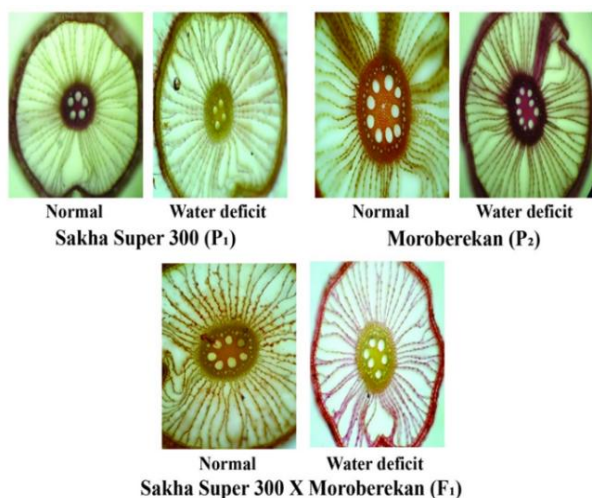 Normal Water deficit Normal Water deficit
Sakha Super 300 (P₁) Moroberekan (P₂)
Normal Water deficit
Sakha Super 300 X Moroberekan (F₁)